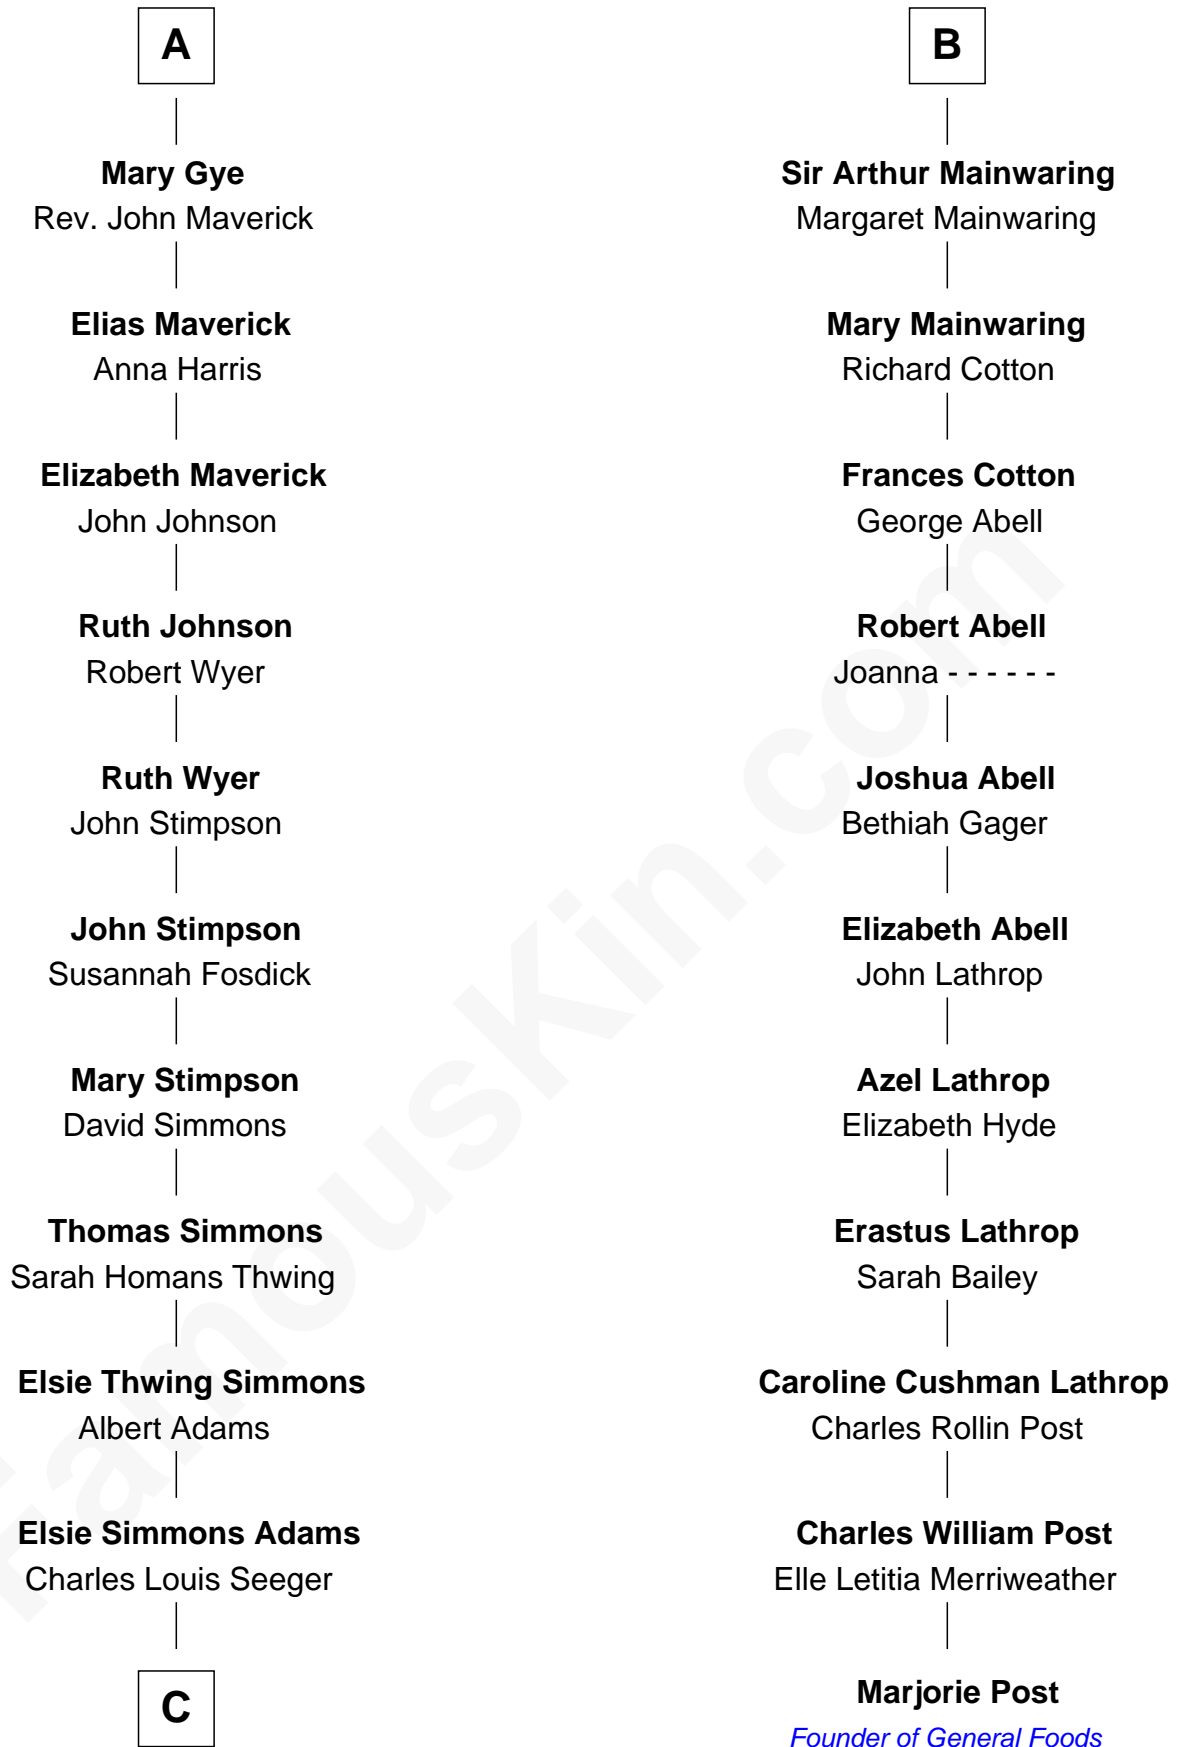 A
Mary Gye
Rev. John Maverick
Elias Maverick
Anna Harris
Elizabeth Maverick
John Johnson
Ruth Johnson
Robert Wyer
Ruth Wyer
John Stimpson
John Stimpson
Susannah Fosdick
Mary Stimpson
David Simmons
Thomas Simmons
Sarah Homans Thwing
Elsie Thwing Simmons
Albert Adams
Elsie Simmons Adams
Charles Louis Seeger
C
B
Sir Arthur Mainwaring
Margaret Mainwaring
Mary Mainwaring
Richard Cotton
Frances Cotton
George Abell
Robert Abell
Joanna - - - - - -
Joshua Abell
Bethiah Gager
Elizabeth Abell
John Lathrop
Azel Lathrop
Elizabeth Hyde
Erastus Lathrop
Sarah Bailey
Caroline Cushman Lathrop
Charles Rollin Post
Charles William Post
Elle Letitia Merriweather
Marjorie Post
Founder of General Foods
FamousKin.com